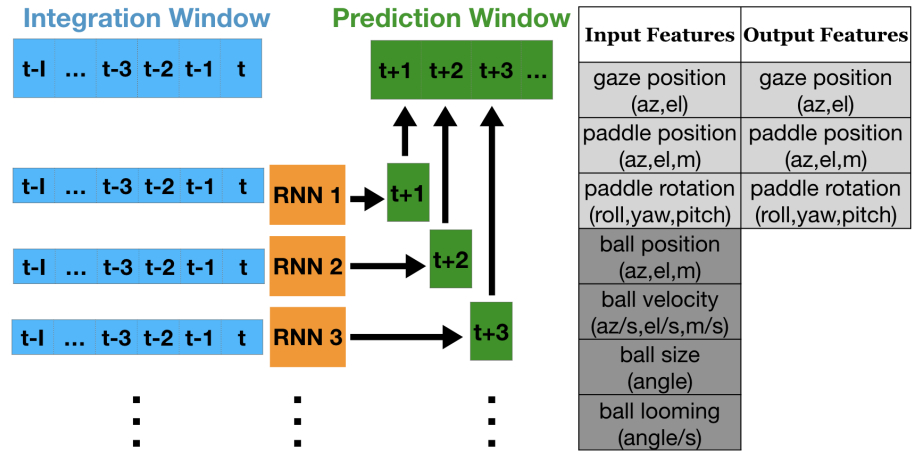 Integration Window
Prediction Window
t-I ... t-3 t-2 t-1 t
t+1 t+2 t+3 ...
t-I ... t-3 t-2 t-1 t
RNN 1
t+1
t-I ... t-3 t-2 t-1 t
RNN 2
t+2
t-I ... t-3 t-2 t-1 t
RNN 3
t+3
Input Features
Output Features
gaze position
(az,el)
gaze position
(az,el)
paddle position
(az,el,m)
paddle position
(az,el,m)
paddle rotation
(roll,yaw,pitch)
paddle rotation
(roll,yaw,pitch)
ball position
(az,el,m)
ball velocity
(az/s,el/s,m/s)
ball size
(angle)
ball looming
(angle/s)